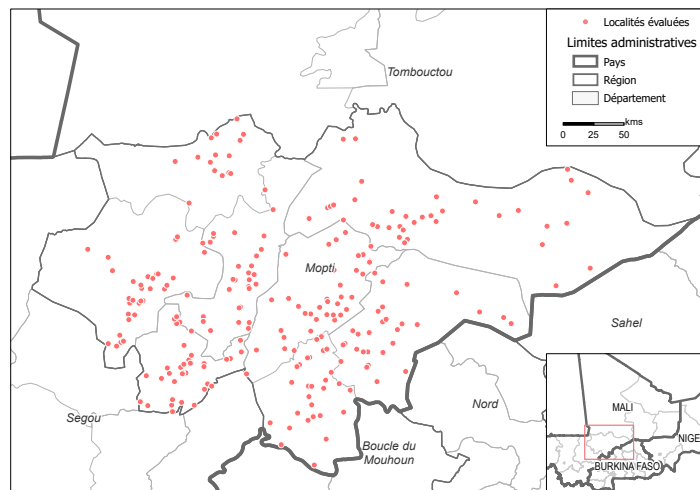 Localités évaluées
Limites administratives
Pays
Région
Département
kms
0 25 50
Tombouctou
Mopti
Sahel
Segou
Nord
Boucle du
Mouhoun
MALI
NIGE
BURKINA FASO